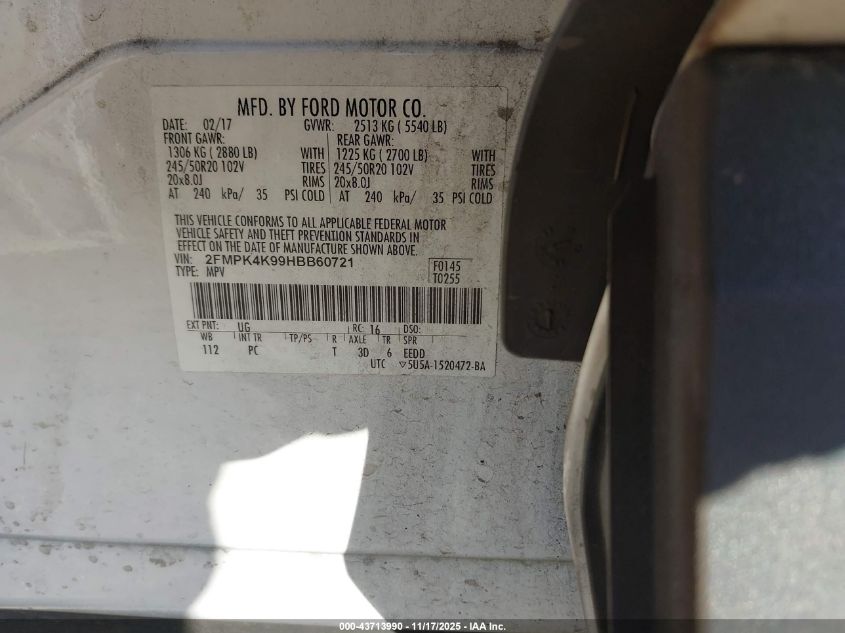 MFD. BY FORD MOTOR CO.
DATE: 02/17 GVWR: 2513 KG ( 5540 LB)
FRONT GAWR: REAR GAWR:
1306 KG ( 2880 LB) WITH 1225 KG ( 2700 LB) WITH
245/50R20 102V TIRES 245/50R20 102V TIRES
20x8.0J RIMS 20x8.0J RIMS
AT 240 kPa/ 35 PSI COLD AT 240 kPa/ 35 PSI COLD
THIS VEHICLE CONFORMS TO ALL APPLICABLE FEDERAL MOTOR
VEHICLE SAFETY AND THEFT PREVENTION STANDARDS IN
EFFECT ON THE DATE OF MANUFACTURE SHOWN ABOVE.
VIN: 2FMPK4K99HBB60721 F0145
TYPE: MPV T0255
EXT PNT: UG RC: 16 DSO:
WB INT TR TP/PS R AXLE TR SPR
112 PC T 3D 6 EEDD
UTC ▽5U5A-1520472-BA
000-43713990 - 11/17/2025 - IAA Inc.